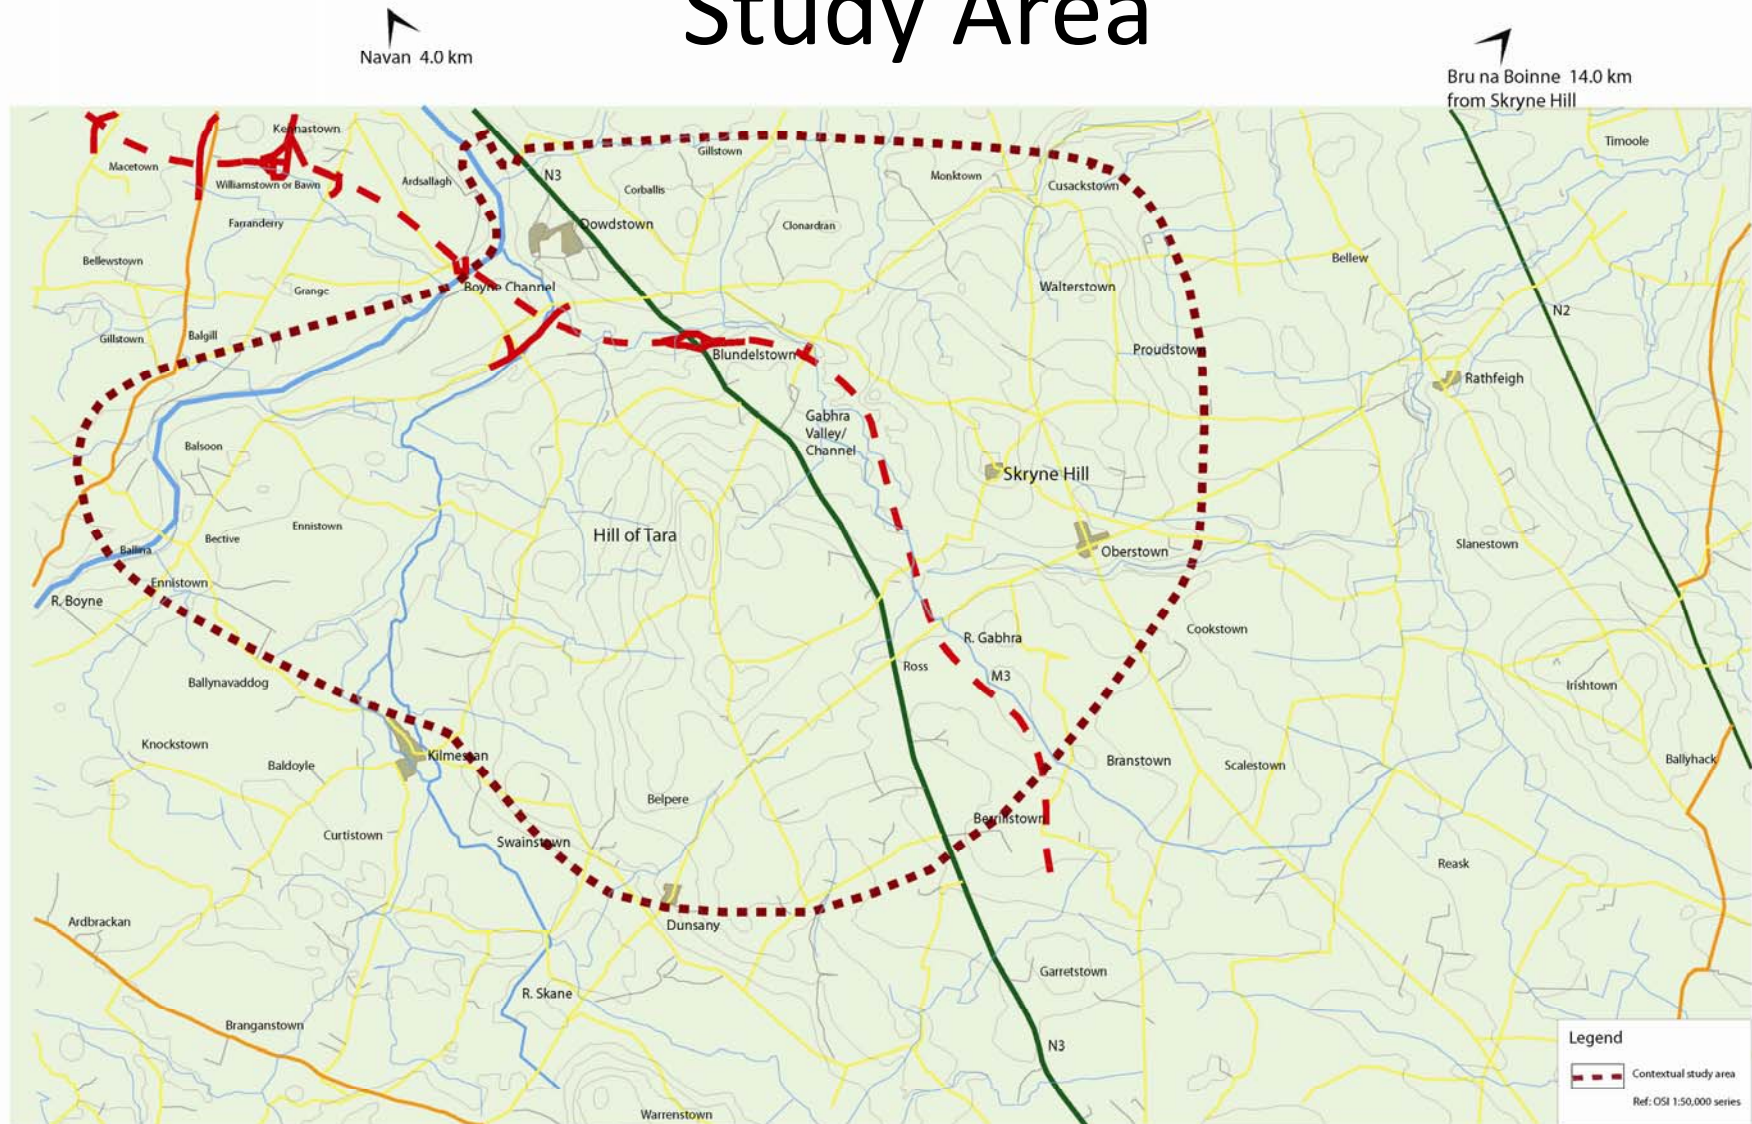 Study Area
Navan 4.0 km
Bru na Boinne 14.0 km
from Skryne Hill
Kennastown
Timoole
Gillstown
Macetown
N3
Monktown
Williamstown or Bawn
Ardsallagh
Corballis
Cusackstown
Farranderry
Dowdstown
Clonardran
Bellewstown
Bellew
Grange
Boyne Channel
Walterstown
N2
Gillstown
Balgill
Blundelstown
Proudstown
Rathfeigh
Gabhra
Valley/
Channel
Balsoon
Skryne Hill
Ennistown
Hill of Tara
Bective
Ballina
Oberstown
Slanestown
Ennistown
R. Boyne
Cookstown
R. Gabhra
Ross
M3
Ballynavaddog
Irishtown
Knockstown
Baldoyle
Kilmessan
Branstown
Scalestown
Ballyhack
Belpere
Berrillstown
Curtistown
Swainstown
Reask
Ardbrackan
Dunsany
Garretstown
R. Skane
Branganstown
N3
Warrenstown
Legend
Contextual study area
Ref: OSI 1:50,000 series